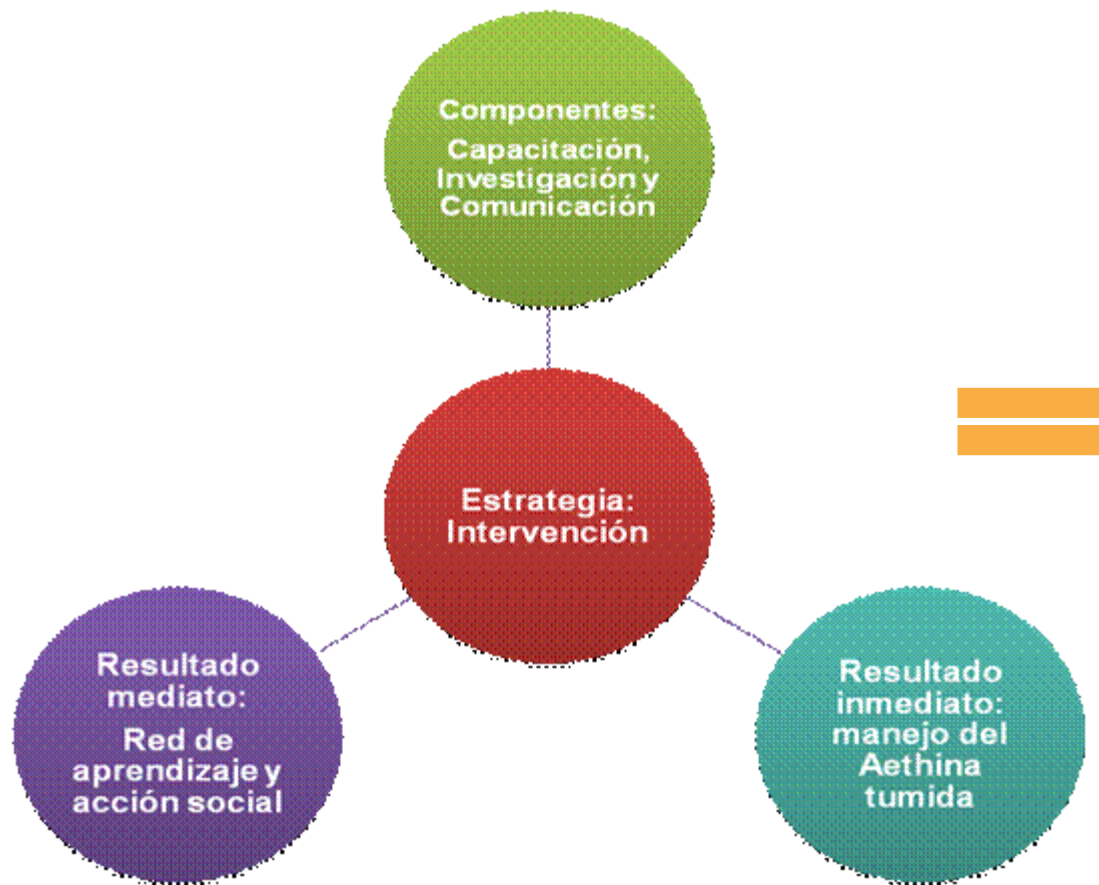 Componentes:
Capacitación,
Investigación y
Comunicación
Estrategia:
Intervención
Resultado
mediato:
Red de
aprendizaje y
acción social
Resultado
inmediato:
manejo del
Aethina
tumida